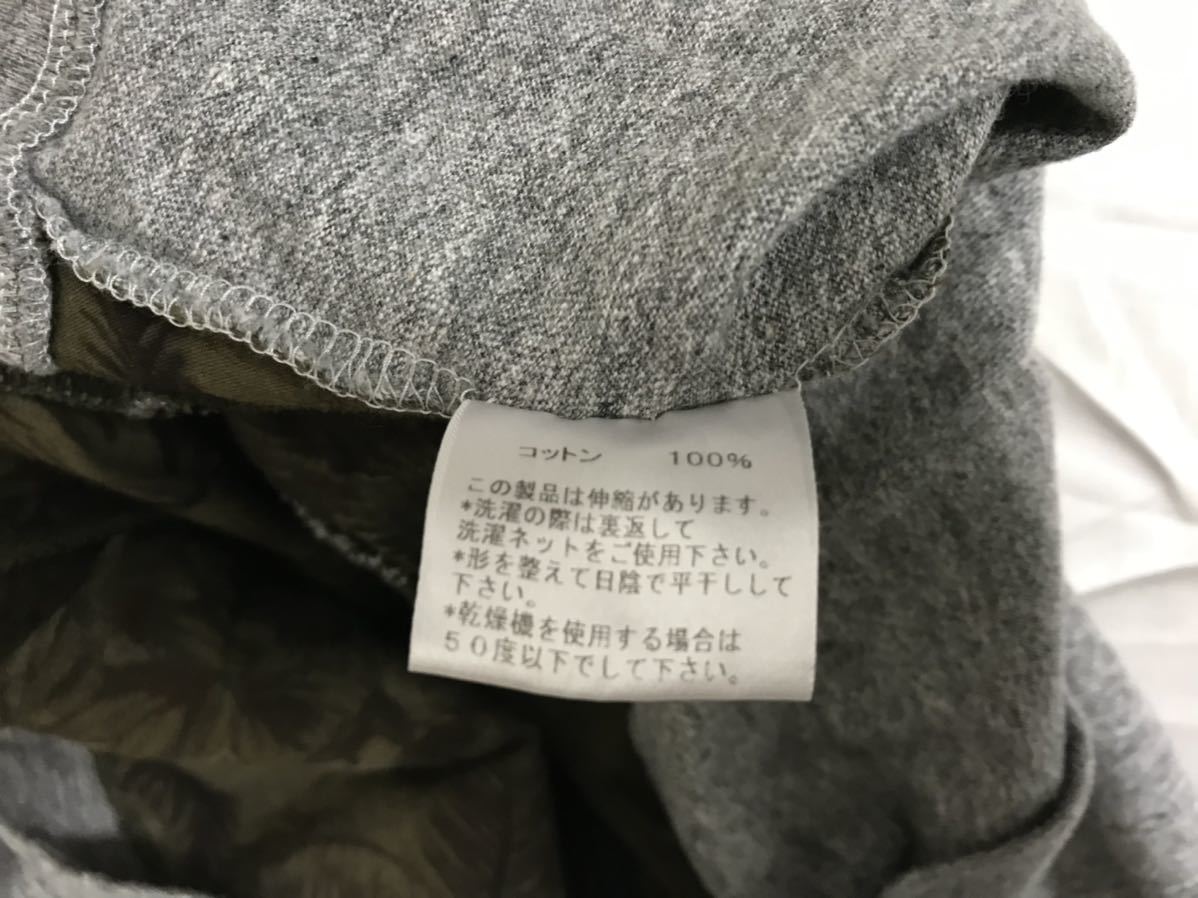 コットン 100%
この製品は伸縮があります。
*洗濯の際は裏返して
洗濯ネットをご使用下さい。
*形を整えて日陰で平干しして
下さい。
*乾燥機を使用する場合は
50度以下でして下さい。